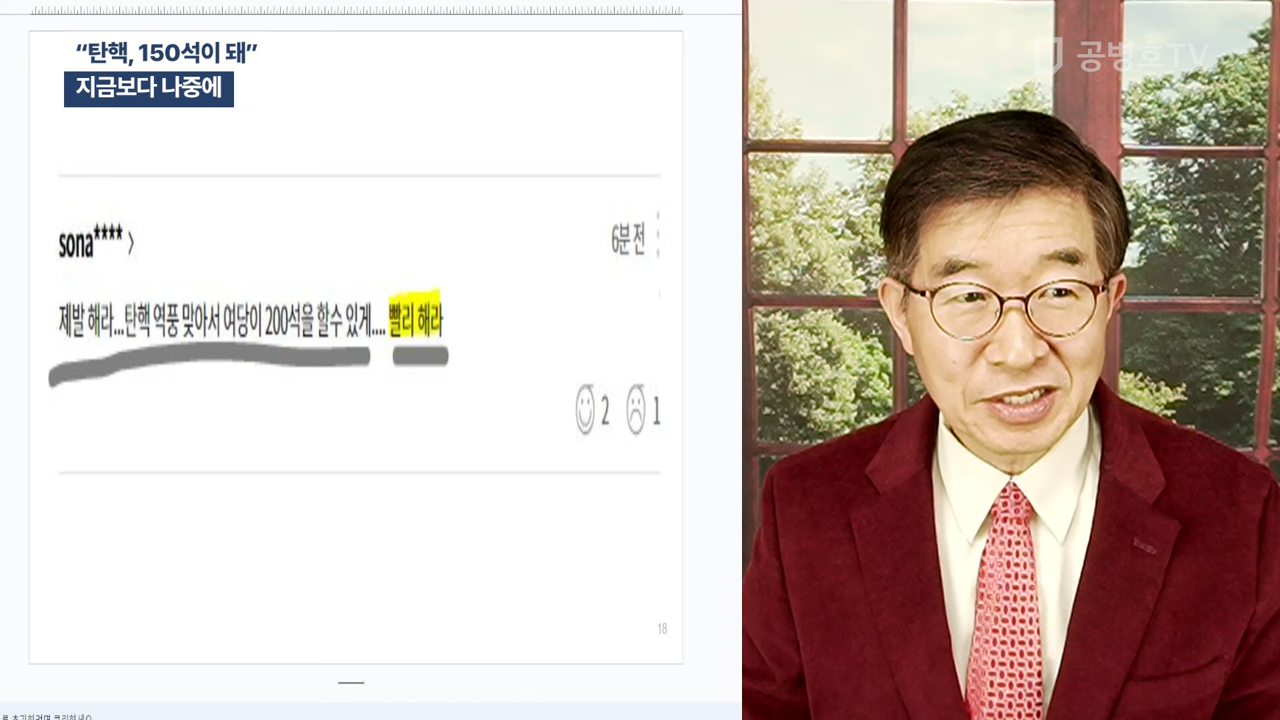 “탄핵, 150석이 돼”
지금보다 나중에
공병호TV
sona**** 〉
6분 전
제발 해라...탄핵 역풍 맞아서 여당이 200석을 할수 있게.... 빨리 해라
2
1
18